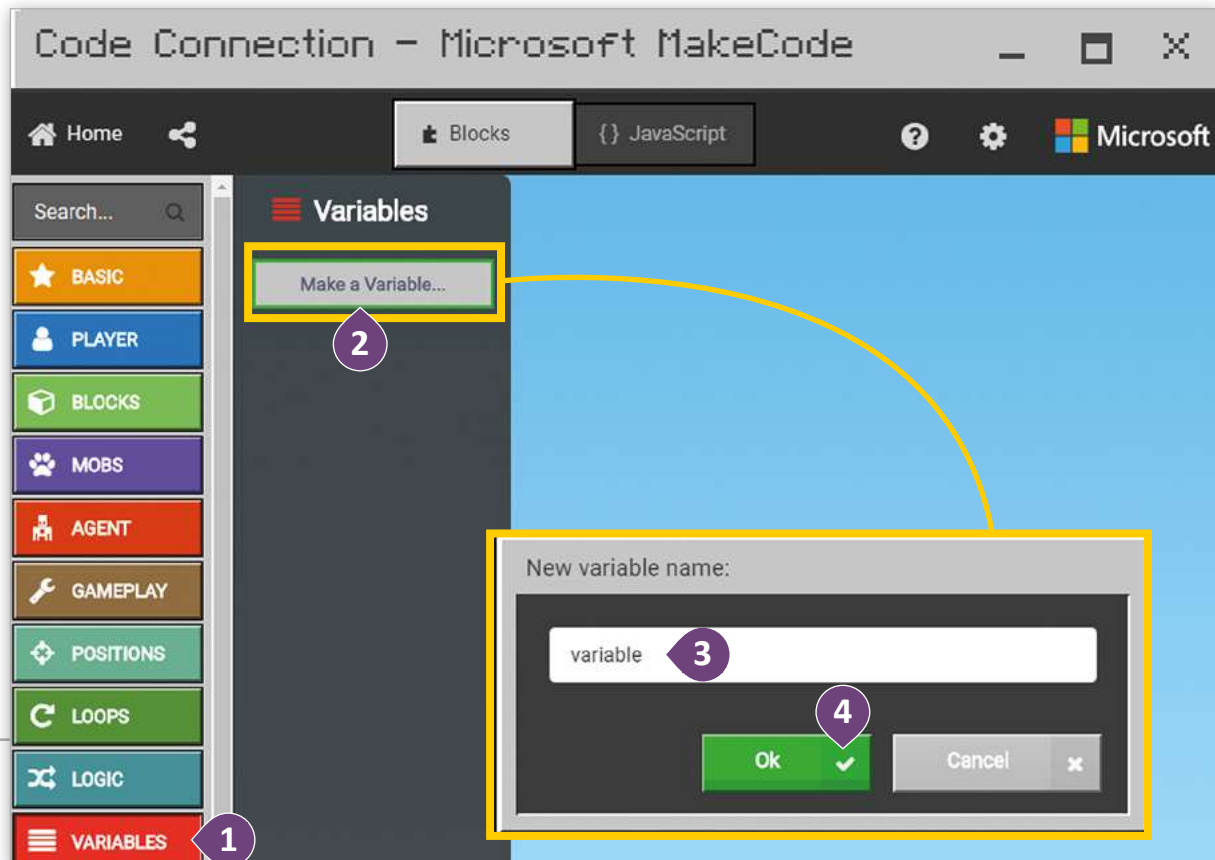 Code Connection - Microsoft MakeCode
Home
Blocks
{} JavaScript
Microsoft
Search...
Variables
BASIC
Make a Variable...
2
PLAYER
BLOCKS
MOBS
AGENT
GAMEPLAY
POSITIONS
LOOPS
LOGIC
VARIABLES
1
New variable name:
variable
3
4
Ok
Cancel